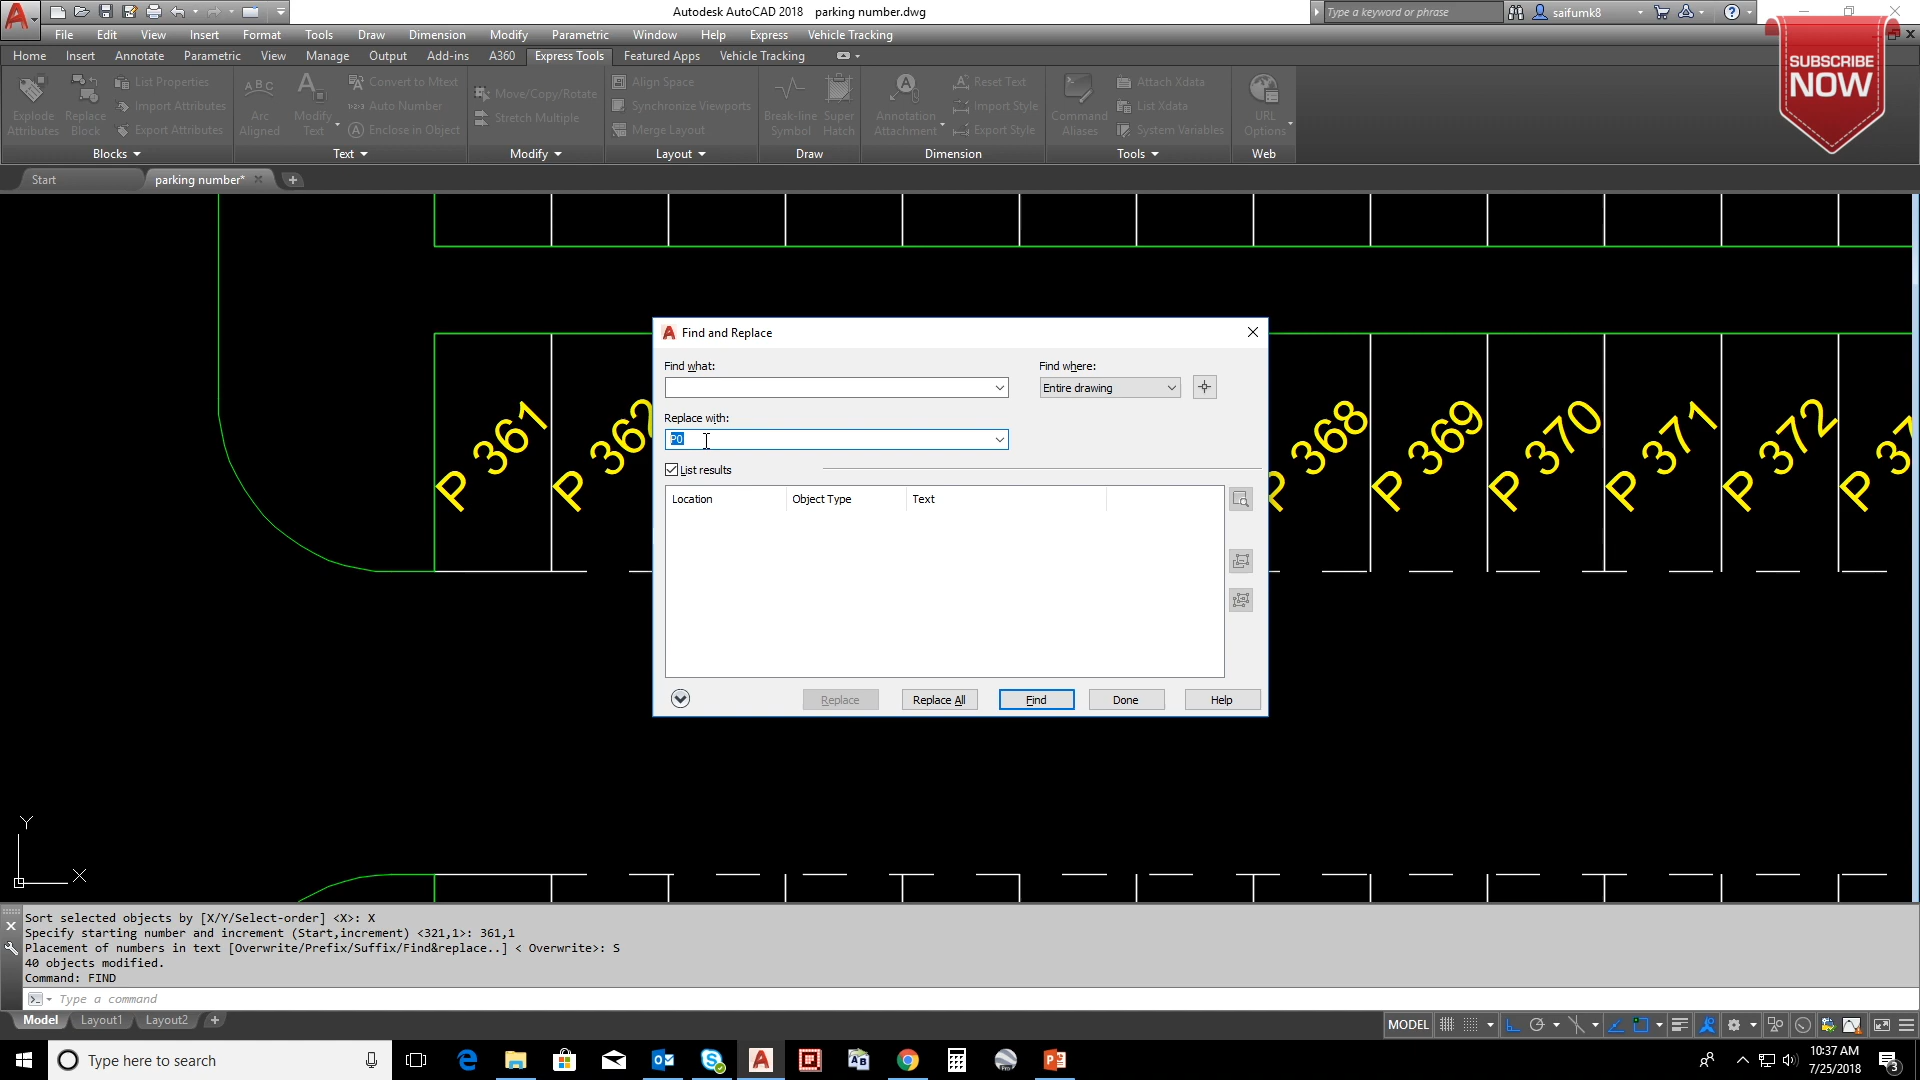 Autodesk AutoCAD 2018 parking number.dwg
Type a keyword or phrase
saifumk8
File Edit View Insert Format Tools Draw Dimension Modify Parametric Window Help Express Vehicle Tracking
Home Insert Annotate Parametric View Manage Output Add-ins A360 Express Tools Featured Apps Vehicle Tracking
SUBSCRIBE
NOW
Explode
Attributes
Replace
Block
List Properties
Import Attributes
Export Attributes
Blocks
ABC
Arc
Aligned
Modify
Text
Convert to Mtext
Auto Number
Enclose in Object
Text
Move/Copy/Rotate
Stretch Multiple
Modify
Align Space
Synchronize Viewports
Merge Layout
Layout
Break-line
Symbol
Super
Hatch
Draw
Annotation
Attachment
Reset Text
Import Style
Export Style
Dimension
Command
Aliases
Attach Xdata
List Xdata
System Variables
Tools
URL
Options
Web
Start
parking number*
Find and Replace
Find what:
Find where:
Entire drawing
Replace with:
P0
List results
Location Object Type Text
Replace Replace All Find Done Help
P 361
P 362
P 368
P 369
P 370
P 371
P 372
P 37
Y
X
Sort selected objects by [X/Y/Select-order] <X>: X
Specify starting number and increment (Start,increment) <321,1>: 361,1
Placement of numbers in text [Overwrite/Prefix/Suffix/Find&replace..] < Overwrite>: S
40 objects modified.
Command: FIND
Type a command
Model Layout1 Layout2
MODEL
Type here to search
10:37 AM
7/25/2018
3